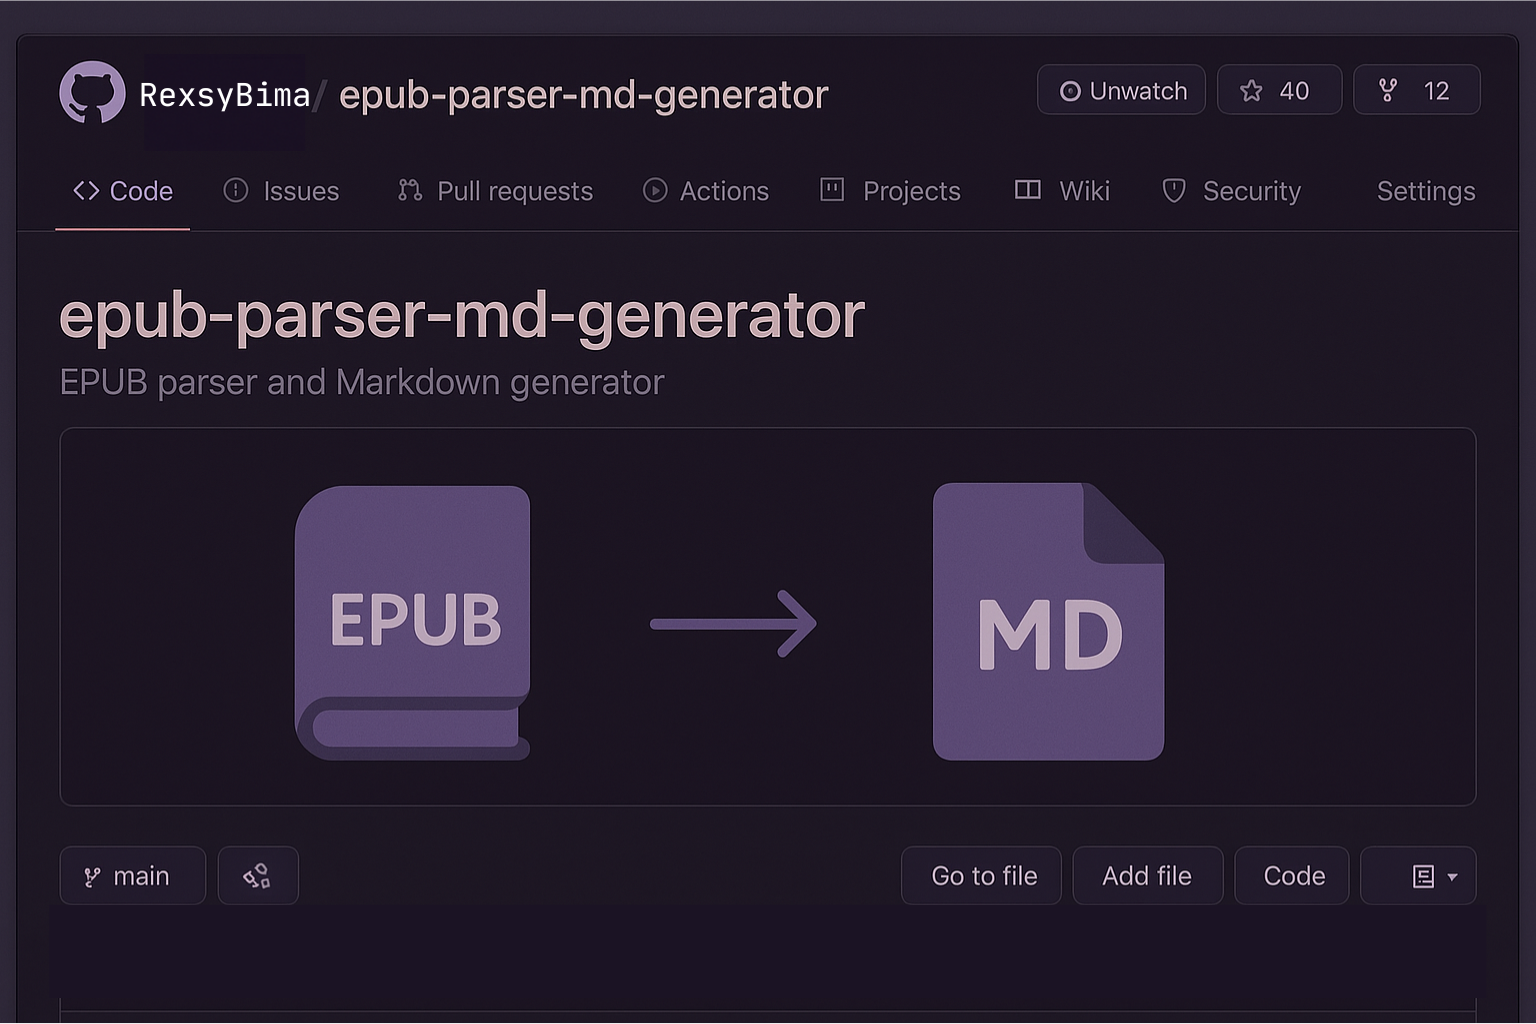 RexsyBima/ epub-parser-md-generator
Unwatch 40 12
Code Issues Pull requests Actions Projects Wiki Security Settings
epub-parser-md-generator
EPUB parser and Markdown generator
EPUB
MD
main Go to file Add file Code